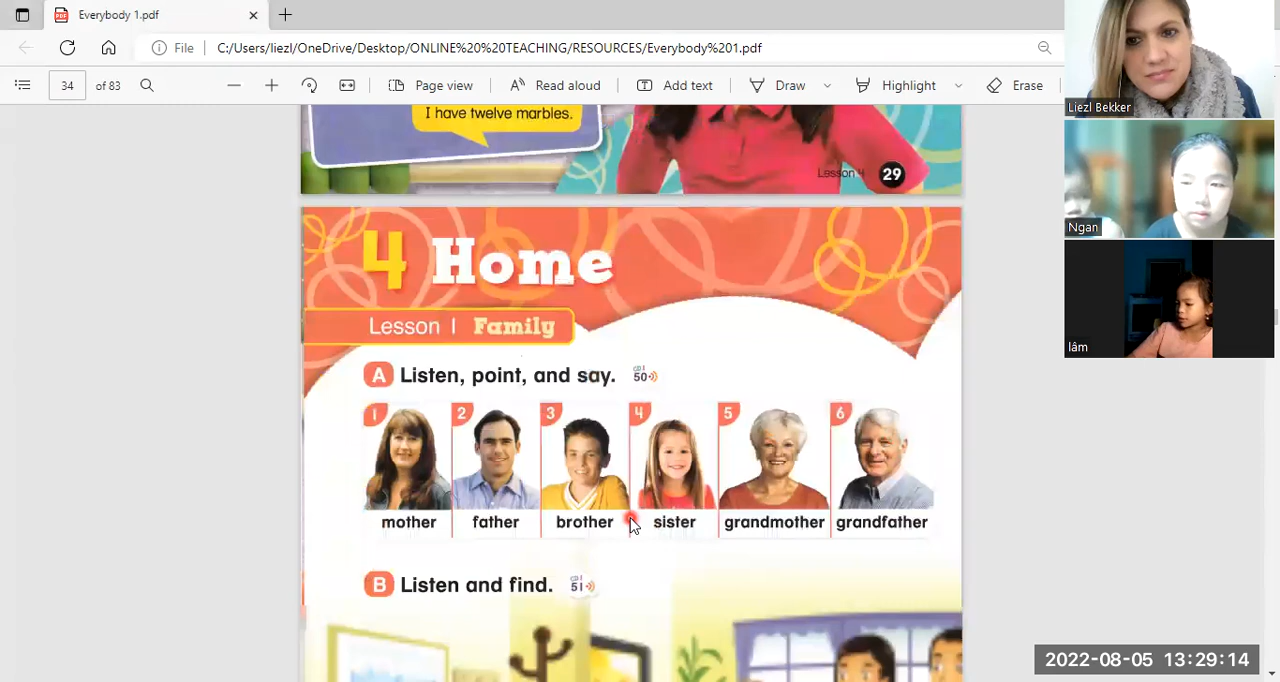 Everybody 1.pdf
File
C:/Users/liezl/OneDrive/Desktop/ONLINE%20%20TEACHING/RESOURCES/Everybody%201.pdf
34 of 83
Page view
Read aloud
Add text
Draw
Highlight
Erase
I have twelve marbles.
Lesson 4 29
4 Home
Lesson 1 Family
A Listen, point, and say. CD1 50
1 2 3 4 5 6
mother father brother sister grandmother grandfather
B Listen and find. CD1 51
Liezl Bekker
Ngan
lâm
2022-08-05 13:29:14